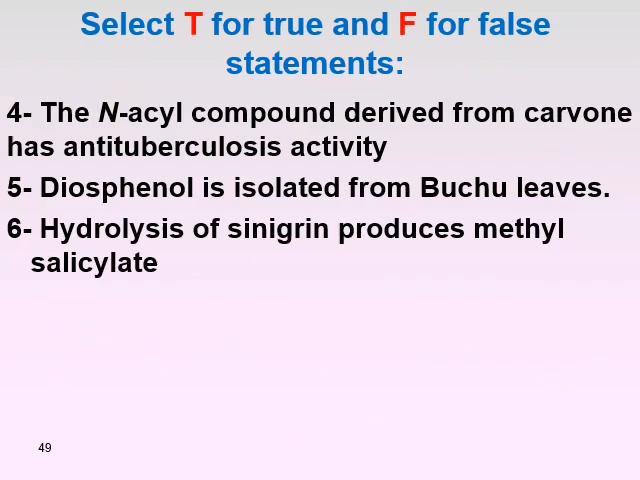 Select T for true and F for false
statements:
4- The N-acyl compound derived from carvone
has antituberculosis activity
5- Diosphenol is isolated from Buchu leaves.
6- Hydrolysis of sinigrin produces methyl
salicylate
49